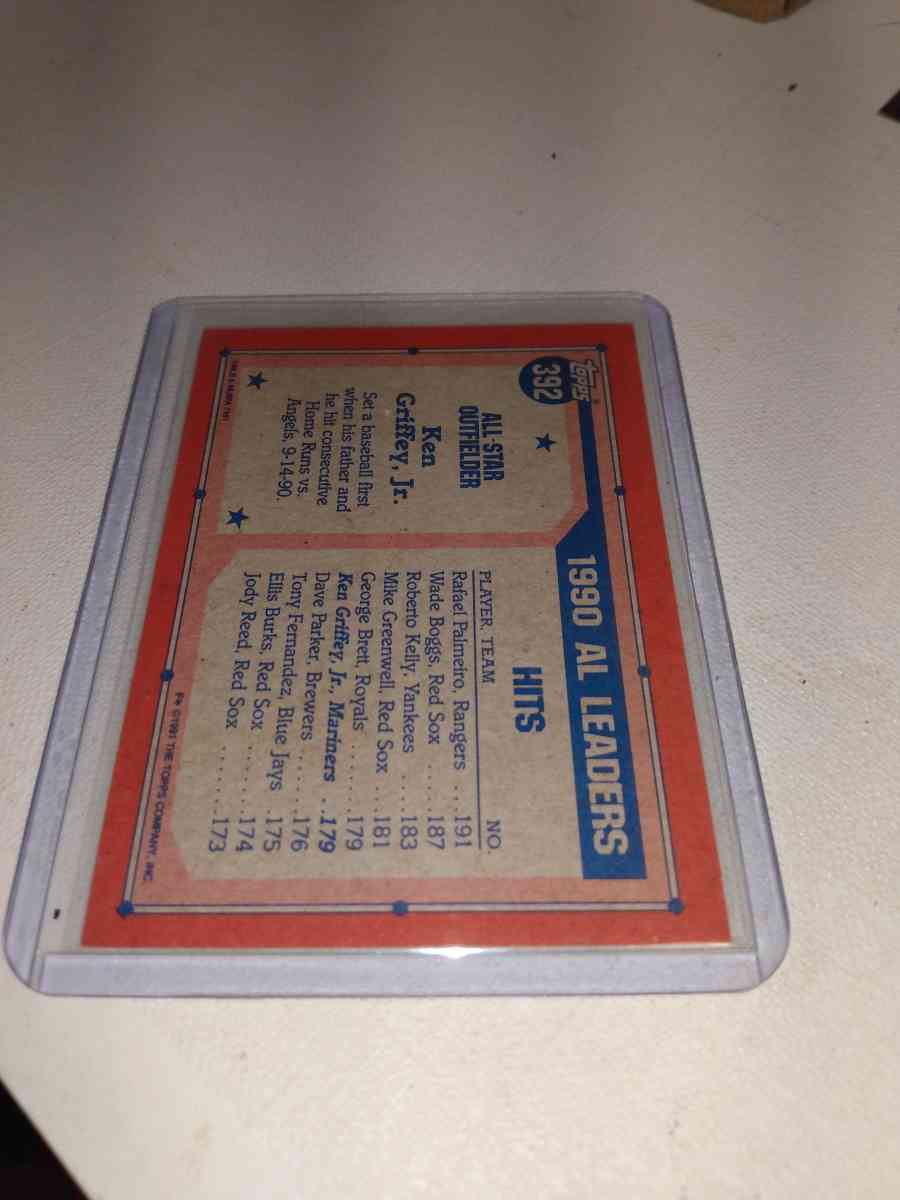 topps®
392
1990 AL LEADERS
ALL-STAR
OUTFIELDER
Ken
Griffey, Jr.
Set a baseball first
when his father and
he hit consecutive
Home Runs vs.
Angels, 9-14-90.
HITS
PLAYER, TEAM NO.
Rafael Palmeiro, Rangers ...191
Wade Boggs, Red Sox .....187
Roberto Kelly, Yankees ...183
Mike Greenwell, Red Sox ...181
George Brett, Royals .......179
Ken Griffey, Jr., Mariners ..179
Dave Parker, Brewers ......176
Tony Fernandez, Blue Jays .175
Ellis Burks, Red Sox ......174
Jody Reed, Red Sox .......173
F* ©1991 THE TOPPS COMPANY, INC.